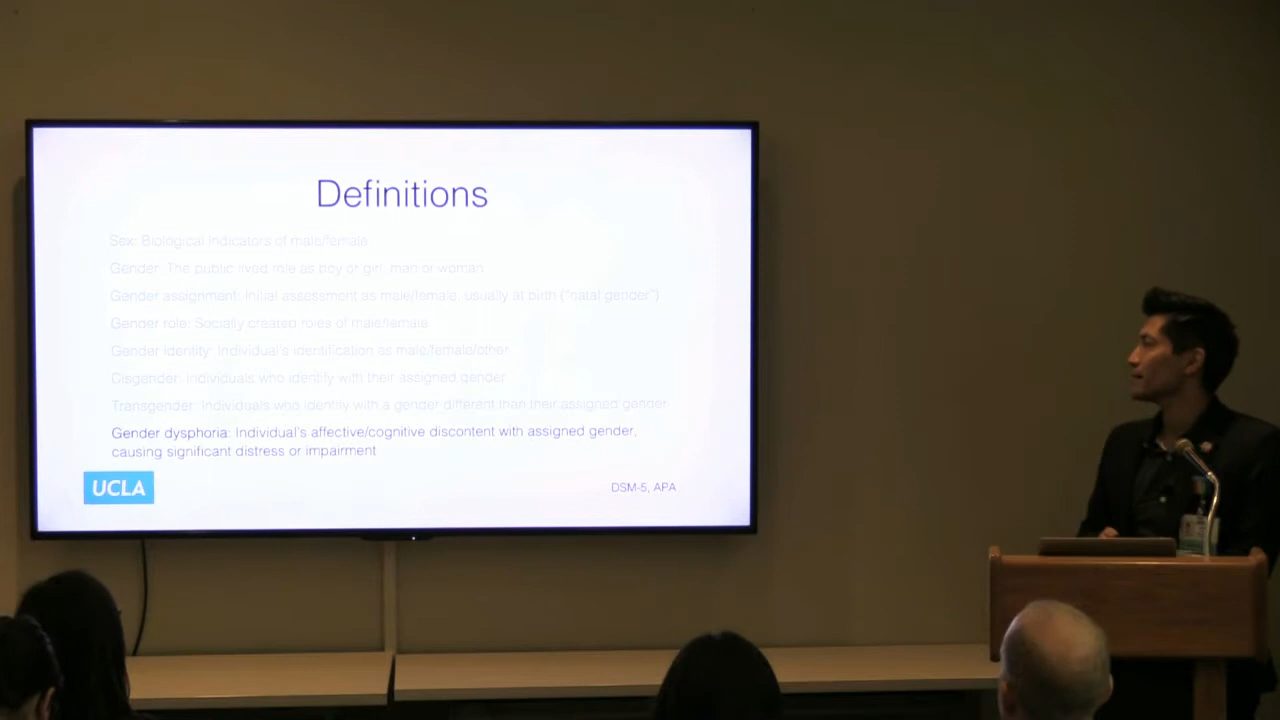 Definitions
Sex: Biological indicators of male/female
Gender: The public lived role as boy or girl, man or woman
Gender assignment: Initial assessment as male/female, usually at birth ("natal gender")
Gender role: Socially created roles of male/female
Gender identity: Individual's identification as male/female/other
Cisgender: Individuals who identify with their assigned gender
Transgender: Individuals who identify with a gender different than their assigned gender
Gender dysphoria: Individual's affective/cognitive discontent with assigned gender,
causing significant distress or impairment
UCLA
DSM-5, APA